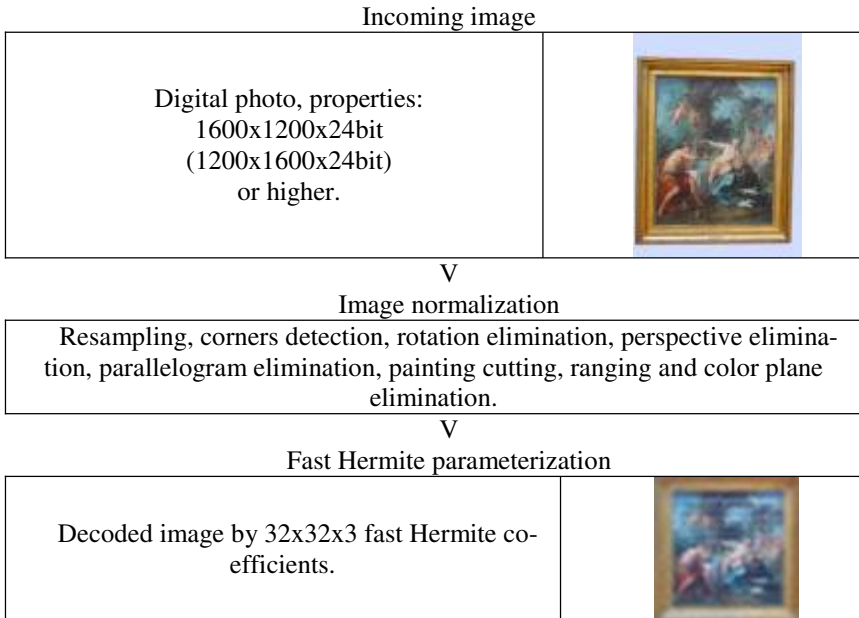 Incoming image
Digital photo, properties:
1600x1200x24bit
(1200x1600x24bit)
or higher.
V
Image normalization
Resampling, corners detection, rotation elimination, perspective elimina-
tion, parallelogram elimination, painting cutting, ranging and color plane
elimination.
V
Fast Hermite parameterization
Decoded image by 32x32x3 fast Hermite co-
efficients.